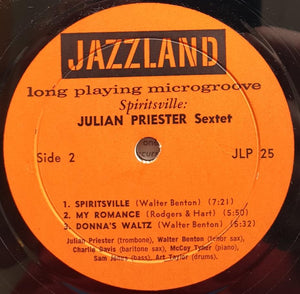 JAZZLAND
long playing microgroove
Spiritsville:
JULIAN PRIESTER Sextet
Side 2 JLP 25
1. SPIRITSVILLE (Walter Benton) (7:21)
2. MY ROMANCE (Rodgers & Hart) (5:50)
3. DONNA'S WALTZ (Walter Benton) (5:32)
Julian Priester (trombone), Walter Benton (tenor sax),
Charlie Davis (baritone sax), McCoy Tyner (piano),
Sam Jones (bass), Art Taylor (drums).